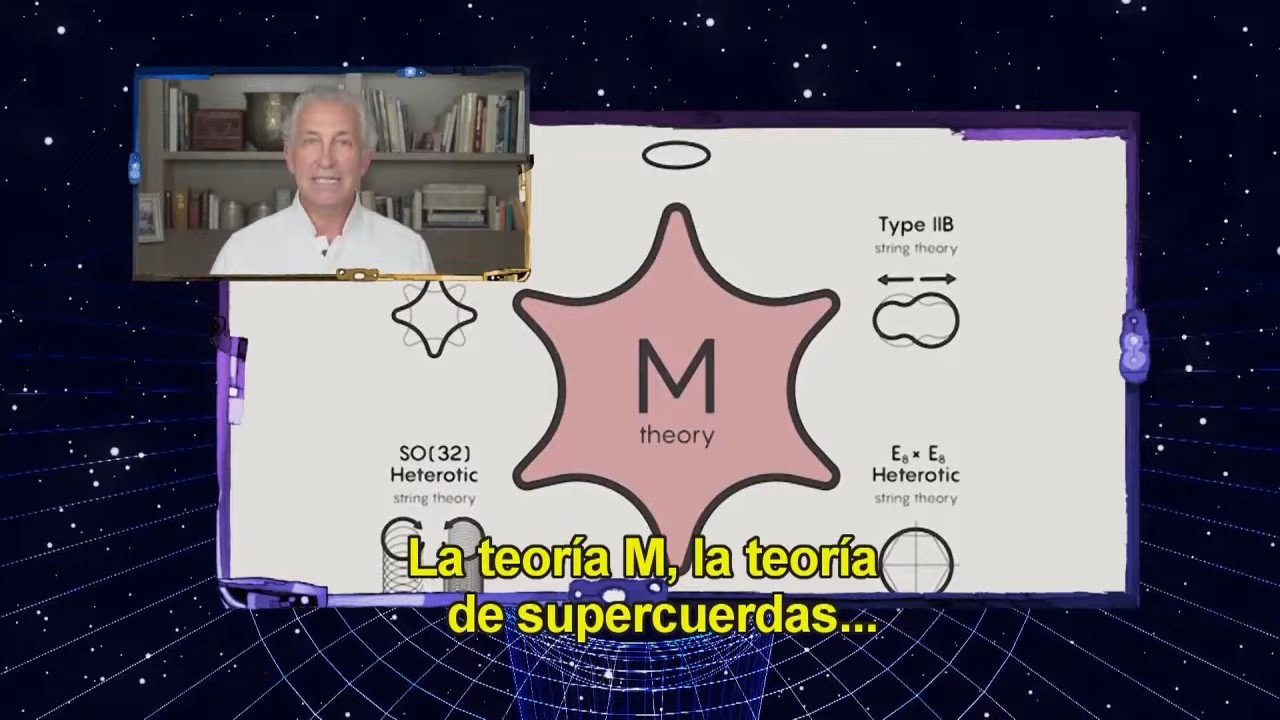 Type IIB
string theory
M
theory
SO(32)
Heterotic
string theory
E₈ × E₈
Heterotic
string theory
La teoría M, la teoría
de supercuerdas...